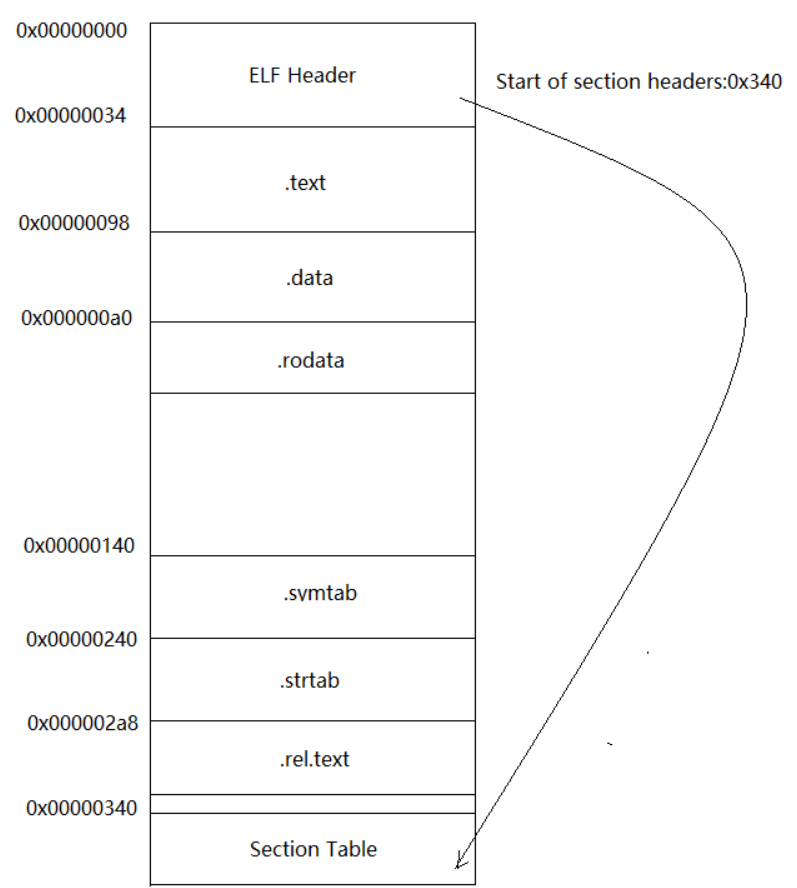 0x00000000
ELF Header
Start of section headers:0x340
0x00000034
.text
0x00000098
.data
0x000000a0
.rodata
0x00000140
.symtab
0x00000240
.strtab
0x000002a8
.rel.text
0x00000340
Section Table